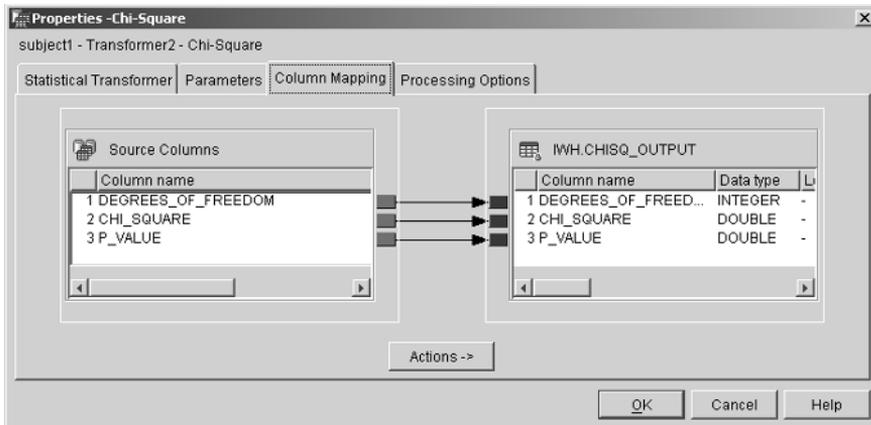 Properties -Chi-Square
subject1 - Transformer2 - Chi-Square
Statistical Transformer Parameters Column Mapping Processing Options
Source Columns
Column name
1 DEGREES_OF_FREEDOM
2 CHI_SQUARE
3 P_VALUE
IWH.CHISQ_OUTPUT
Column name Data type L
1 DEGREES_OF_FREED... INTEGER -
2 CHI_SQUARE DOUBLE -
3 P_VALUE DOUBLE -
Actions ->
OK Cancel Help